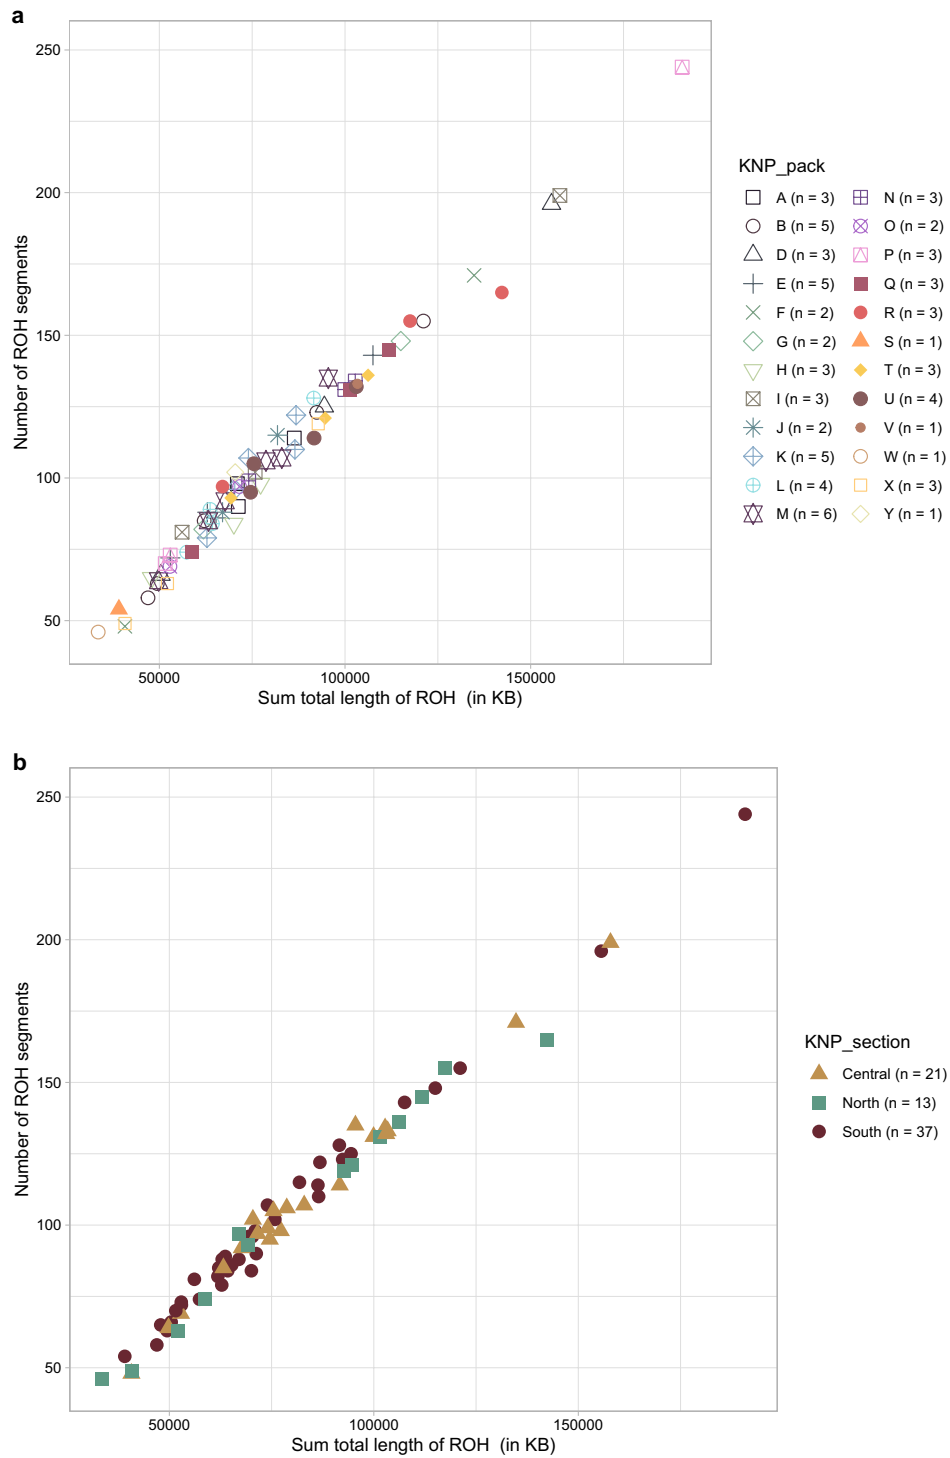 a
250
200
150
100
50
Number of ROH segments
50000 100000 150000
Sum total length of ROH (in KB)
KNP_pack
A (n = 3) N (n = 3)
B (n = 5) O (n = 2)
D (n = 3) P (n = 3)
E (n = 5) Q (n = 3)
F (n = 2) R (n = 3)
G (n = 2) S (n = 1)
H (n = 3) T (n = 3)
I (n = 3) U (n = 4)
J (n = 2) V (n = 1)
K (n = 5) W (n = 1)
L (n = 4) X (n = 3)
M (n = 6) Y (n = 1)
b
250
200
150
100
50
Number of ROH segments
50000 100000 150000
Sum total length of ROH (in KB)
KNP_section
Central (n = 21)
North (n = 13)
South (n = 37)